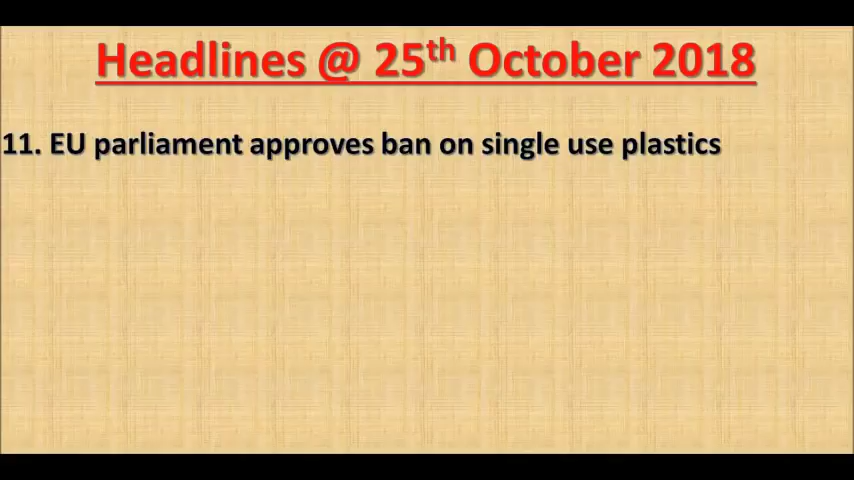 Headlines @ 25th October 2018
11. EU parliament approves ban on single use plastics